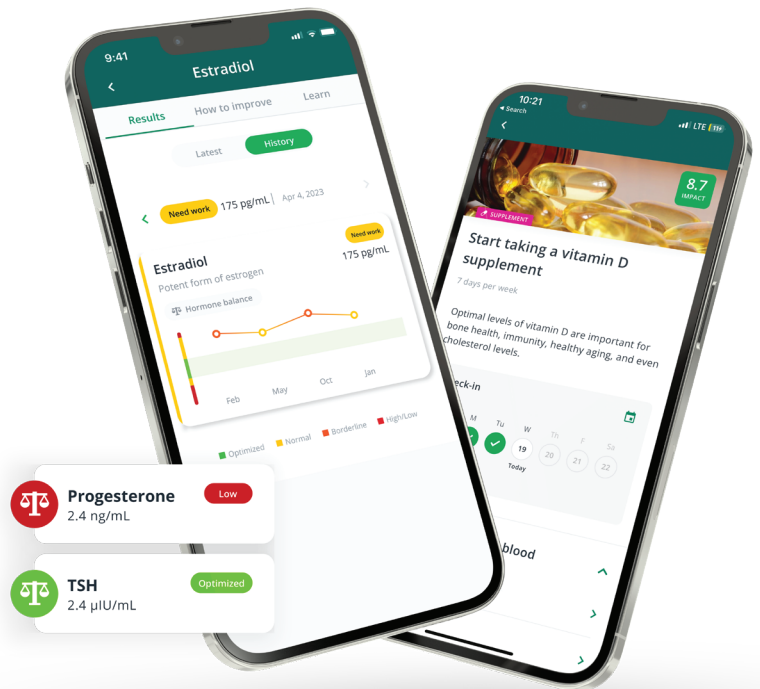 9:41
Estradiol
Results
How to improve
Learn
Latest
History
Need work
175 pg/mL
Apr 4, 2023
Need work
Estradiol
175 pg/mL
Potent form of estrogen
Hormone balance
Feb
May
Oct
Jan
Optimized
Normal
Borderline
High/Low
Progesterone
Low
2.4 ng/mL
TSH
Optimized
2.4 µIU/mL
10:21
Search
LTE
8.7
IMPACT
SUPPLEMENT
Start taking a vitamin D
supplement
7 days per week
Optimal levels of vitamin D are important for
bone health, immunity, healthy aging, and even
cholesterol levels.
M
Tu
W
Th
F
Sa
19
20
21
22
Today
blood